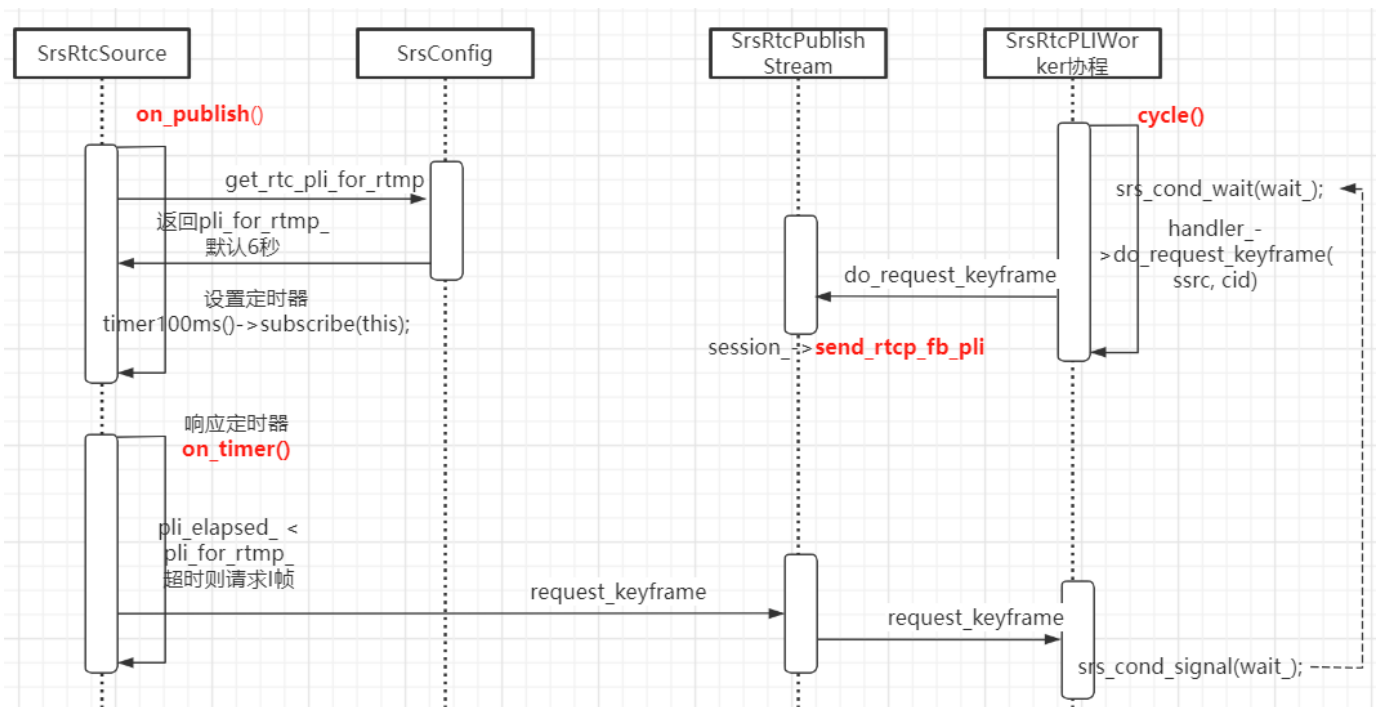 SrsRtcSource
SrsConfig
SrsRtcPublish
Stream
SrsRtcPLIWor
ker协程
on_publish()
cycle()
get_rtc_pli_for_rtmp
srs_cond_wait(wait_);
返回pli_for_rtmp_
默认6秒
handler_-
>do_request_keyframe(
ssrc, cid)
do_request_keyframe
设置定时器
timer100ms()->subscribe(this);
session_->send_rtcp_fb_pli
响应定时器
on_timer()
pli_elapsed_ <
pli_for_rtmp_
超时则请求I帧
request_keyframe
request_keyframe
srs_cond_signal(wait_);